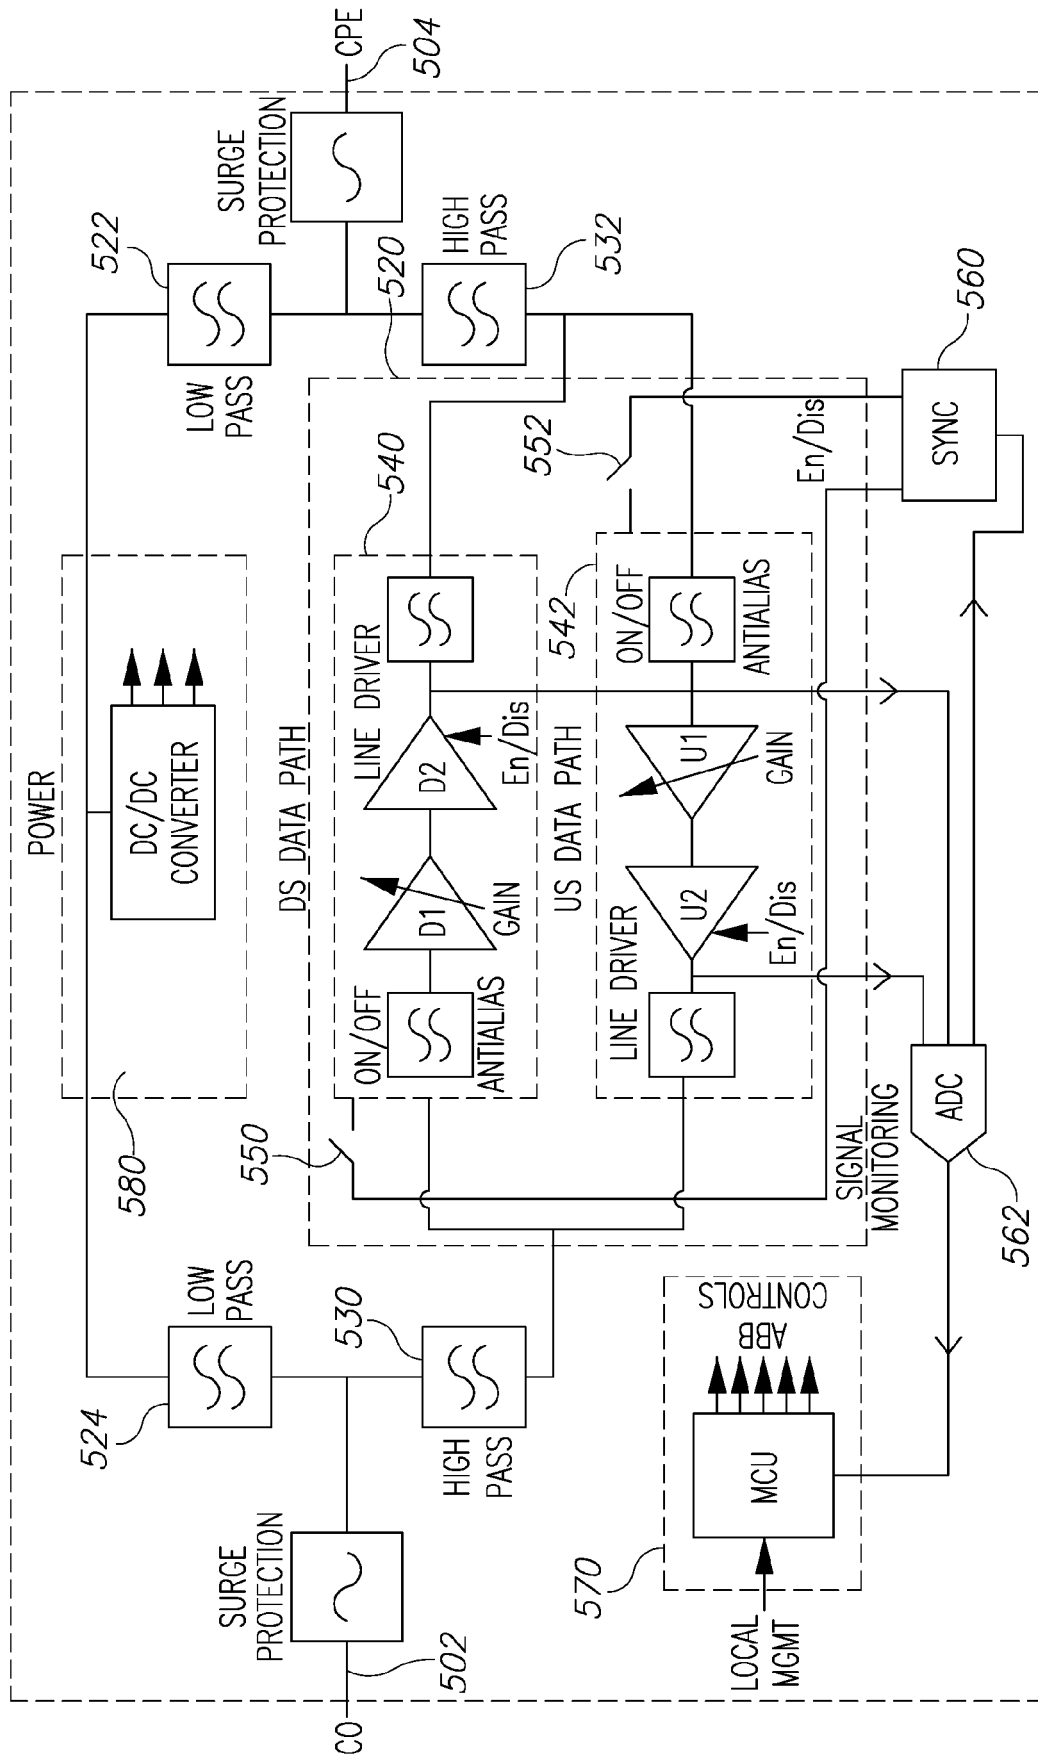 CO
502
SURGE
PROTECTION
524
LOW
PASS
HIGH
PASS
530
580
POWER
DC/DC
CONVERTER
522
LOW
PASS
SURGE
PROTECTION
CPE
504
HIGH
PASS
532
520
DS DATA PATH
540
550
ON/OFF
ANTIALIAS
D1
GAIN
D2
LINE DRIVER
En/Dis
US DATA PATH
542
552
LINE DRIVER
U2
En/Dis
U1
GAIN
ON/OFF
ANTIALIAS
SIGNAL
MONITORING
En/Dis
SYNC
560
ADC
562
570
LOCAL
MGMT
MCU
ABB
CONTROLS